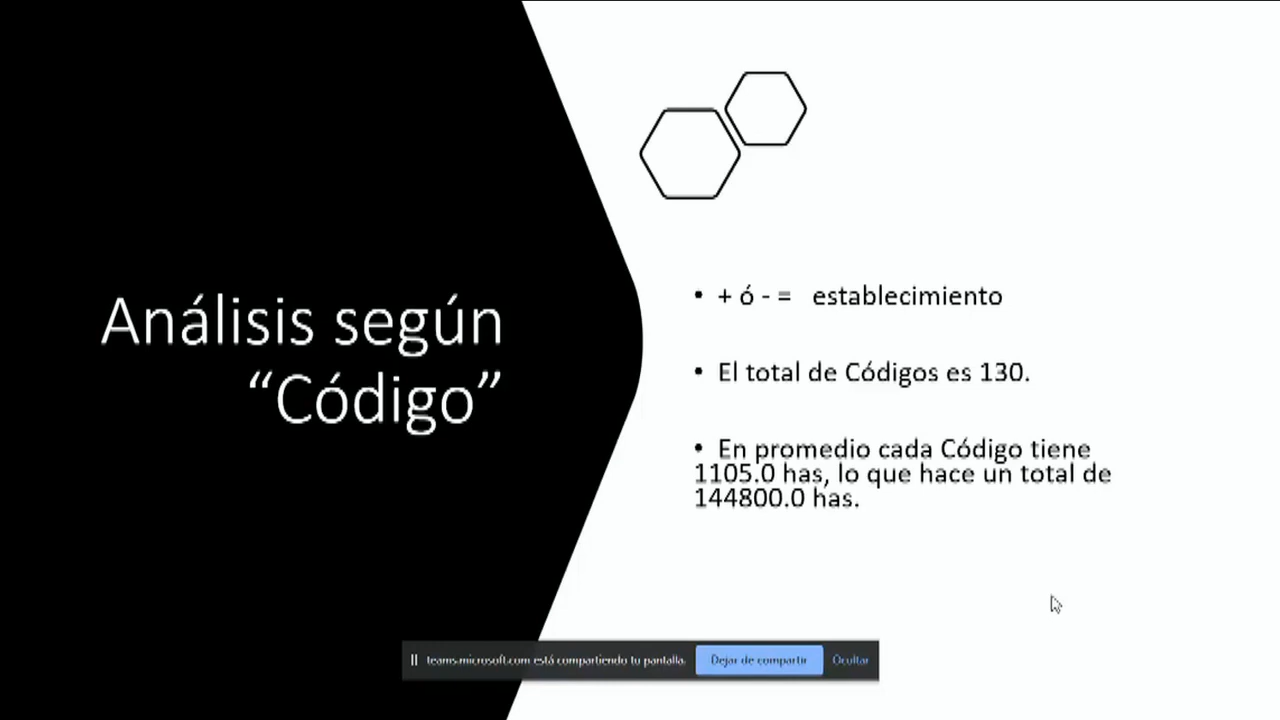 Análisis según
“Código”
• + ó - = establecimiento
• El total de Códigos es 130.
• En promedio cada Código tiene
1105.0 has, lo que hace un total de
144800.0 has.
teams.microsoft.com está compartiendo tu pantalla.
Dejar de compartir
Ocultar